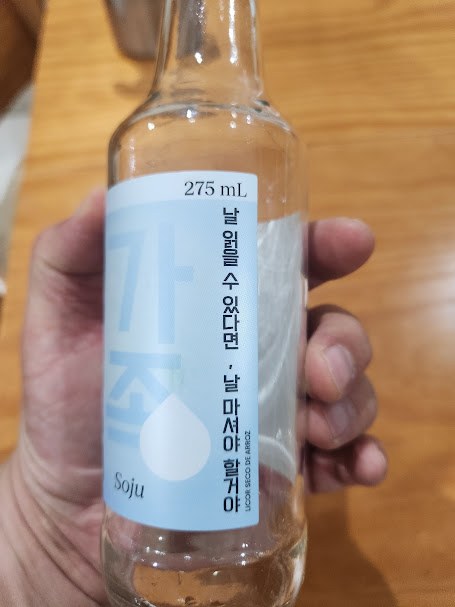 275 mL
가족
날 읽을 수 있다면, 날 마셔야 할거야
LICOR SECO DE ARROZ
Soju